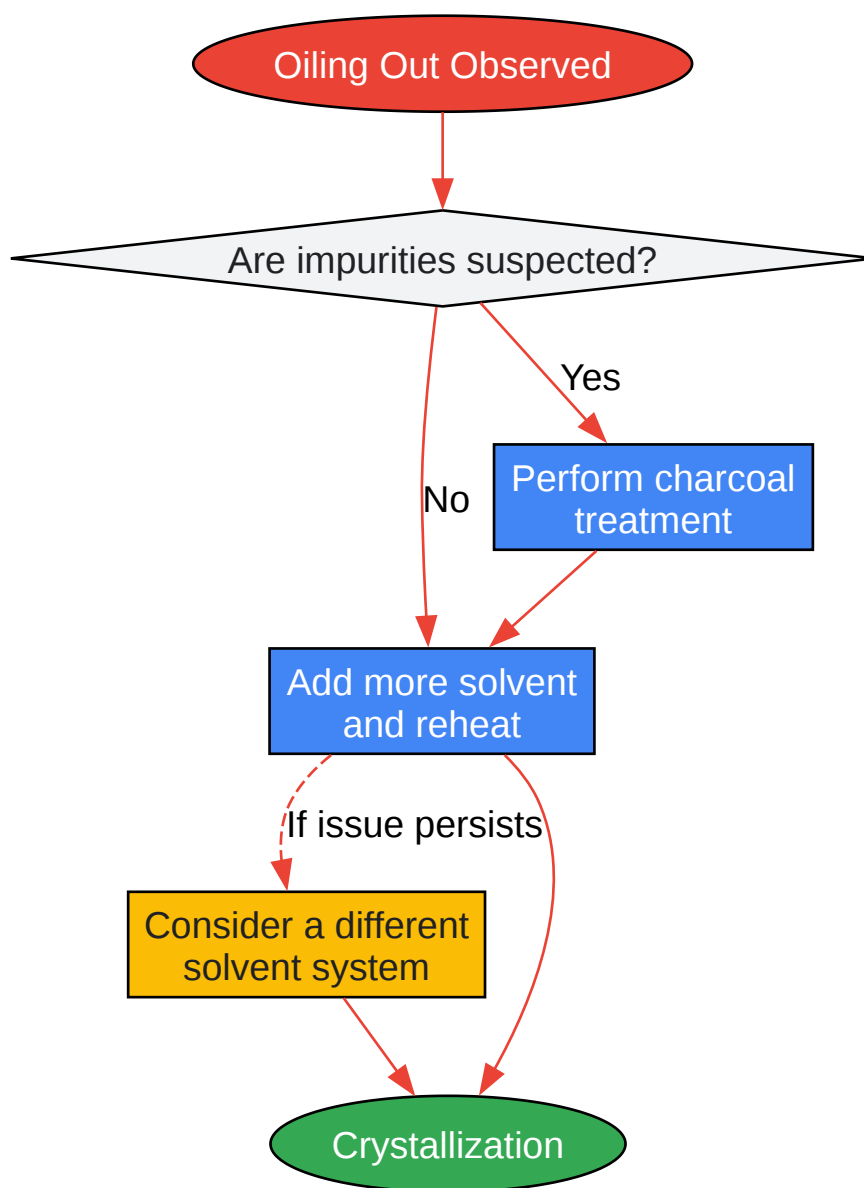 Oiling Out Observed
Are impurities suspected?
Yes
Perform charcoal
treatment
No
Add more solvent
and reheat
If issue persists
Consider a different
solvent system
Crystallization